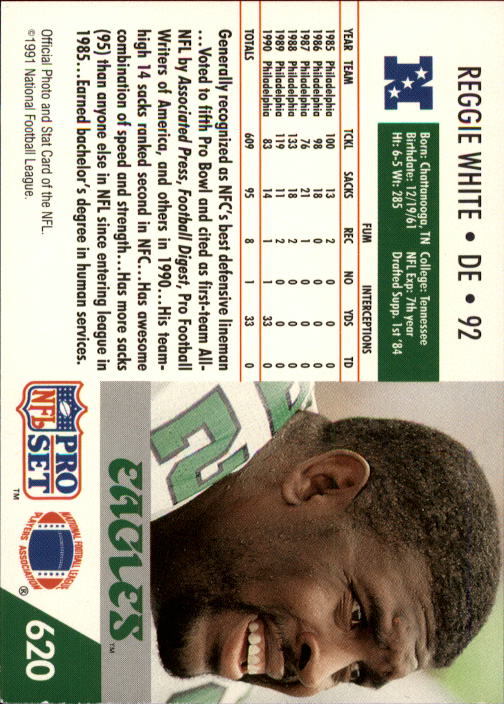 REGGIE WHITE • DE • 92
N
Born: Chattanooga, TN College: Tennessee
Birthdate: 12/19/61 NFL Exp: 7th year
Ht: 6-5 Wt: 285 Drafted Supp. 1st '84
FUM INTERCEPTIONS
YEAR TEAM TCKL SACKS REC NO YDS TD
1985 Philadelphia 100 13 2 0 0 0
1986 Philadelphia 98 18 0 0 0 0
1987 Philadelphia 76 21 1 0 0 0
1988 Philadelphia 133 18 2 0 0 0
1989 Philadelphia 119 11 2 0 0 0
1990 Philadelphia 83 14 1 1 33 0
TOTALS 609 95 8 1 33 0
Generally recognized as NFC's best defensive lineman
...Voted to fifth Pro Bowl and cited as first-team All-
NFL by Associated Press, Football Digest, Pro Football
Writers of America, and others in 1990...His team-
high 14 sacks ranked second in NFC...Has awesome
combination of speed and strength...Has more sacks
(95) than anyone else in NFL since entering league in
1985...Earned bachelor's degree in human services.
Official Photo and Stat Card of the NFL.
©1991 National Football League.
2
EAGLES™
NFL PRO SET™
NATIONAL FOOTBALL LEAGUE PLAYERS ASSOCIATION ®
620